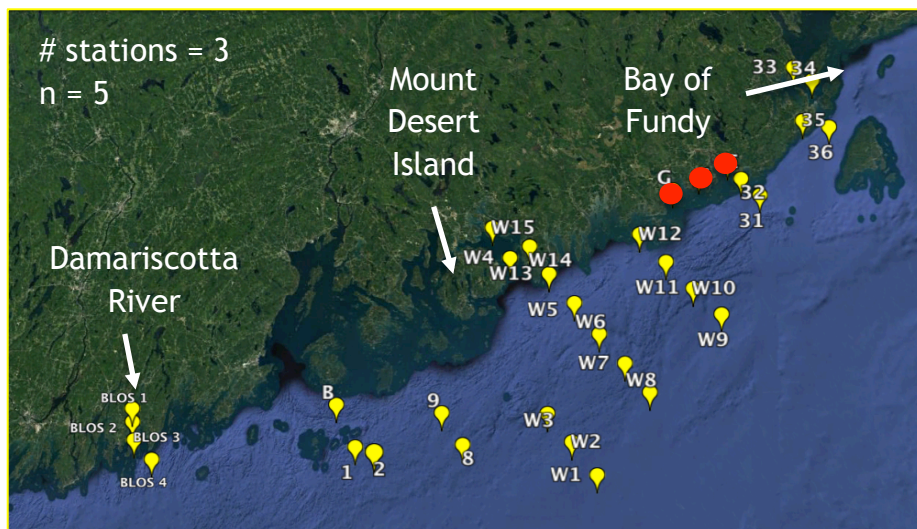 # stations = 3
n = 5
Mount
Desert
Island
Bay of
Fundy
Damariscotta
River
33
34
35
36
G
32
31
W15
W4
W13
W14
W12
W11
W10
W9
W5
W6
W7
W8
W3
W2
W1
B
9
8
1
2
BLOS 1
BLOS 2
BLOS 3
BLOS 4